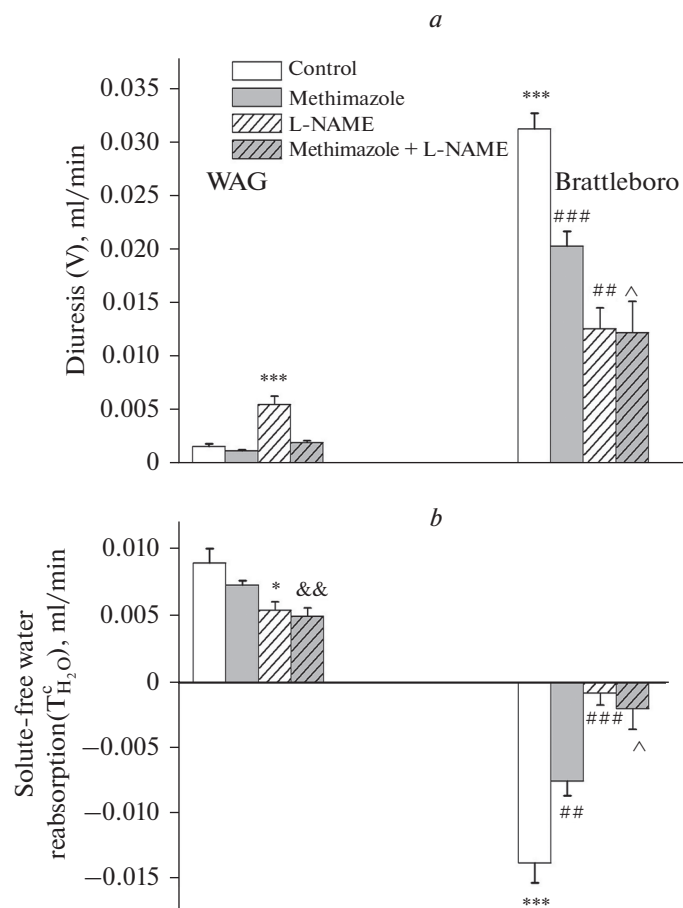 a
0.035
0.030
0.025
0.020
0.015
0.010
0.005
0
Diuresis (V), ml/min
Control
Methimazole
L-NAME
Methimazole + L-NAME
WAG
Brattleboro
***
***
###
##
^
b
0.010
0.005
0
−0.005
−0.010
−0.015
Solute-free water
reabsorption(T^c_H₂O), ml/min
*
&&
###
^
##
***